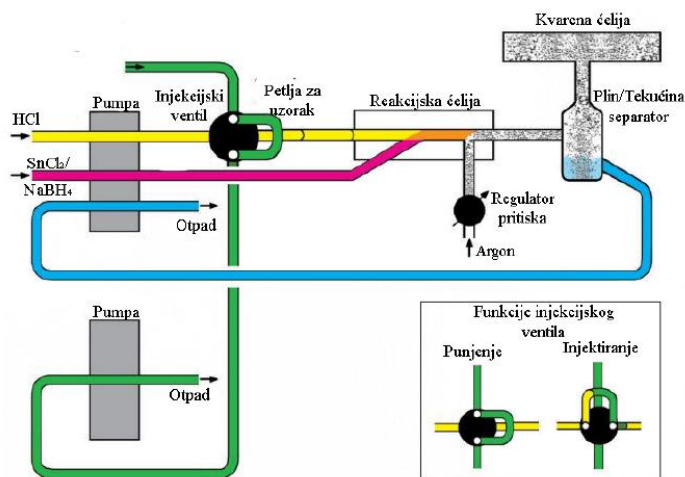 Kvarcna ćelija
Injekcijski
ventil
Petlja za
uzorak
Pumpa
Reakcijska ćelija
Plin/Tekućina
separator
HCl
SnCl₂/
NaBH₄
Otpad
Regulator
pritiska
Argon
Pumpa
Otpad
Funkcije injekcijskog
ventila
Punjenje
Injektiranje